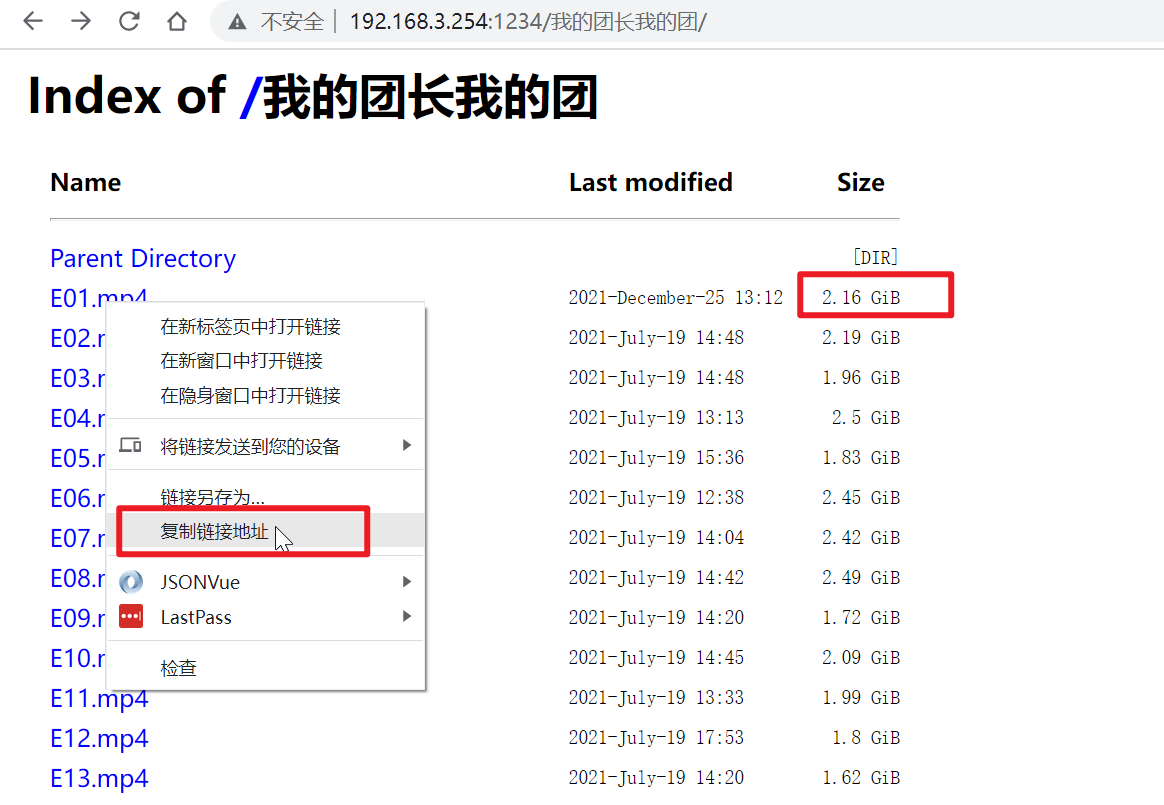 不安全 192.168.3.254:1234/我的团长我的团/
Index of /我的团长我的团
Name Last modified Size
Parent Directory [DIR]
E01.mp4 2021-December-25 13:12 2.16 GiB
在新标签页中打开链接
E02. 2021-July-19 14:48 2.19 GiB
在新窗口中打开链接
E03. 2021-July-19 14:48 1.96 GiB
在隐身窗口中打开链接
E04. 2021-July-19 13:13 2.5 GiB
将链接发送到您的设备
E05. 2021-July-19 15:36 1.83 GiB
E06. 链接另存为... 2021-July-19 12:38 2.45 GiB
复制链接地址
E07. 2021-July-19 14:04 2.42 GiB
E08. JSONVue 2021-July-19 14:42 2.49 GiB
E09. LastPass 2021-July-19 14:20 1.72 GiB
E10. 检查 2021-July-19 14:45 2.09 GiB
E11.mp4 2021-July-19 13:33 1.99 GiB
E12.mp4 2021-July-19 17:53 1.8 GiB
E13.mp4 2021-July-19 14:20 1.62 GiB